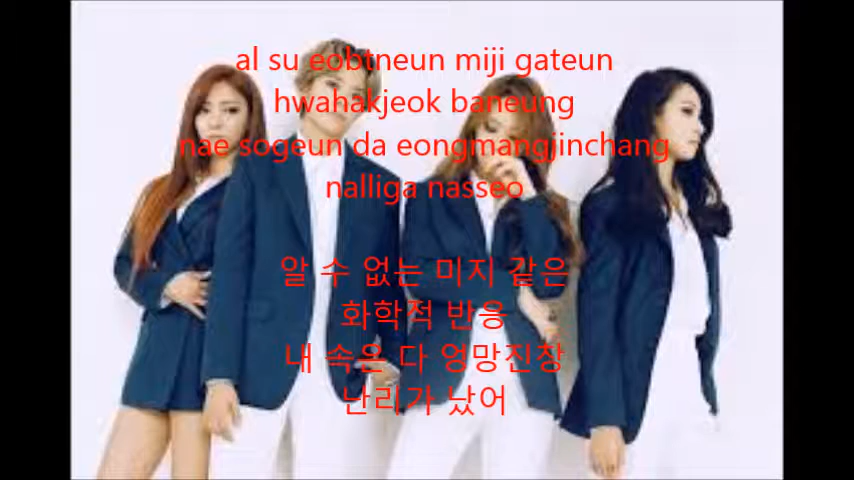 al su eobtneun miji gateun
hwahakjeok baneung
nae sogeun da eongmangjinchang
nalliga nasseo
알 수 없는 미지 같은
화학적 반응
내 속은 다 엉망진창
난리가 났어